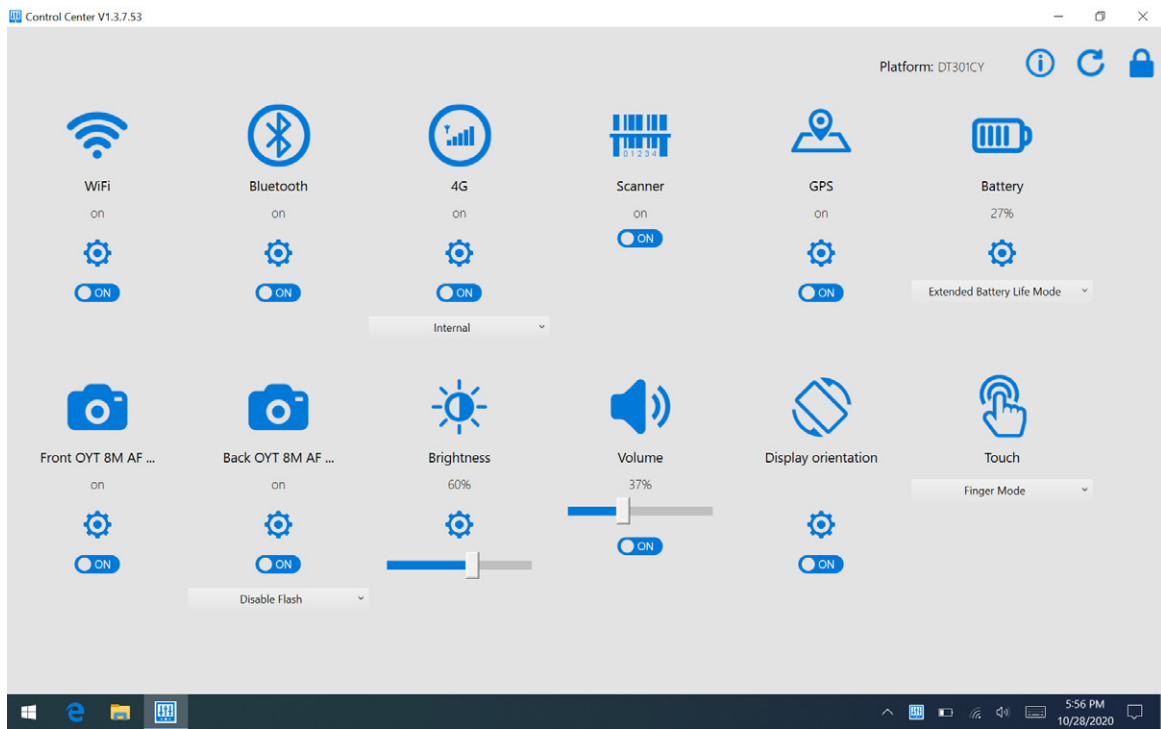 Control Center V1.3.7.53
Platform: DT301CY
01234
WiFi
Bluetooth
4G
Scanner
GPS
Battery
on
on
on
on
on
27%
ON
ON
ON
ON
ON
Extended Battery Life Mode
Internal
Front OYT 8M AF ...
Back OYT 8M AF ...
Brightness
Volume
Display orientation
Touch
on
on
60%
37%
Finger Mode
ON
ON
ON
ON
Disable Flash
5:56 PM
10/28/2020